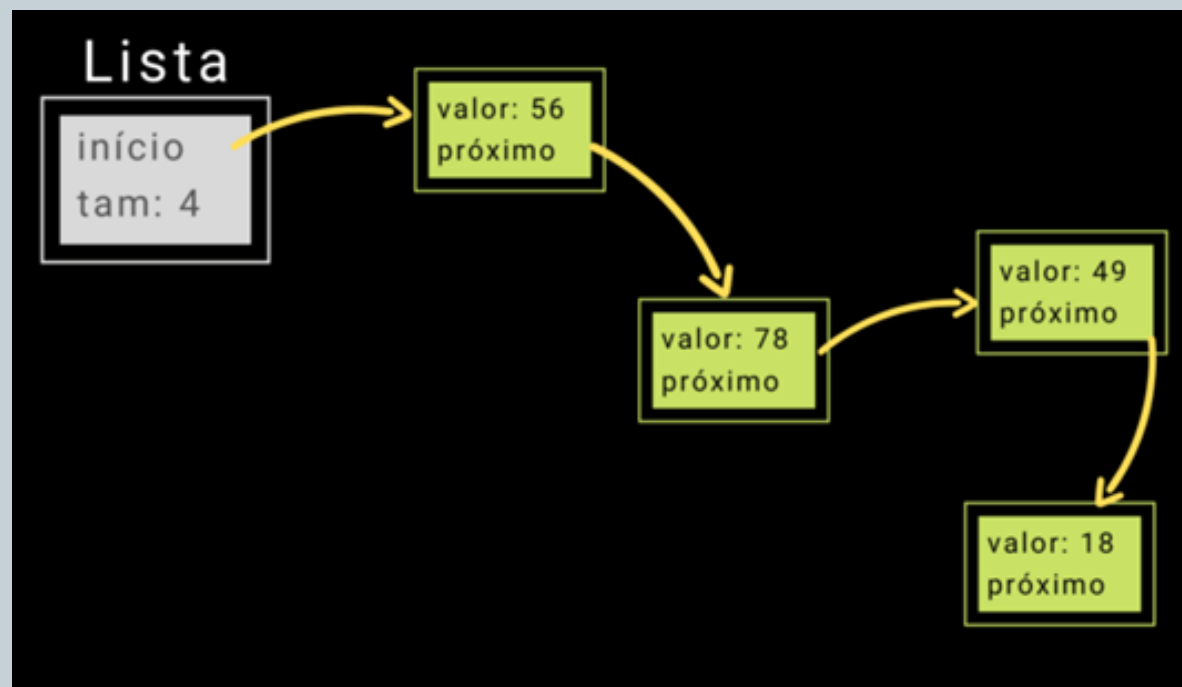 Lista
início
tam: 4
valor: 56
próximo
valor: 78
próximo
valor: 49
próximo
valor: 18
próximo